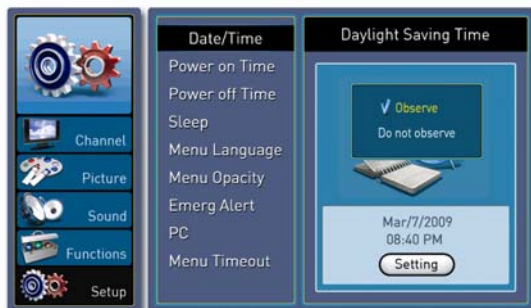 Channel
Picture
Sound
Functions
Setup
Date/Time
Power on Time
Power off Time
Sleep
Menu Language
Menu Opacity
Emerg Alert
PC
Menu Timeout
Daylight Saving Time
Observe
Do not observe
Mar/7/2009
08:40 PM
Setting